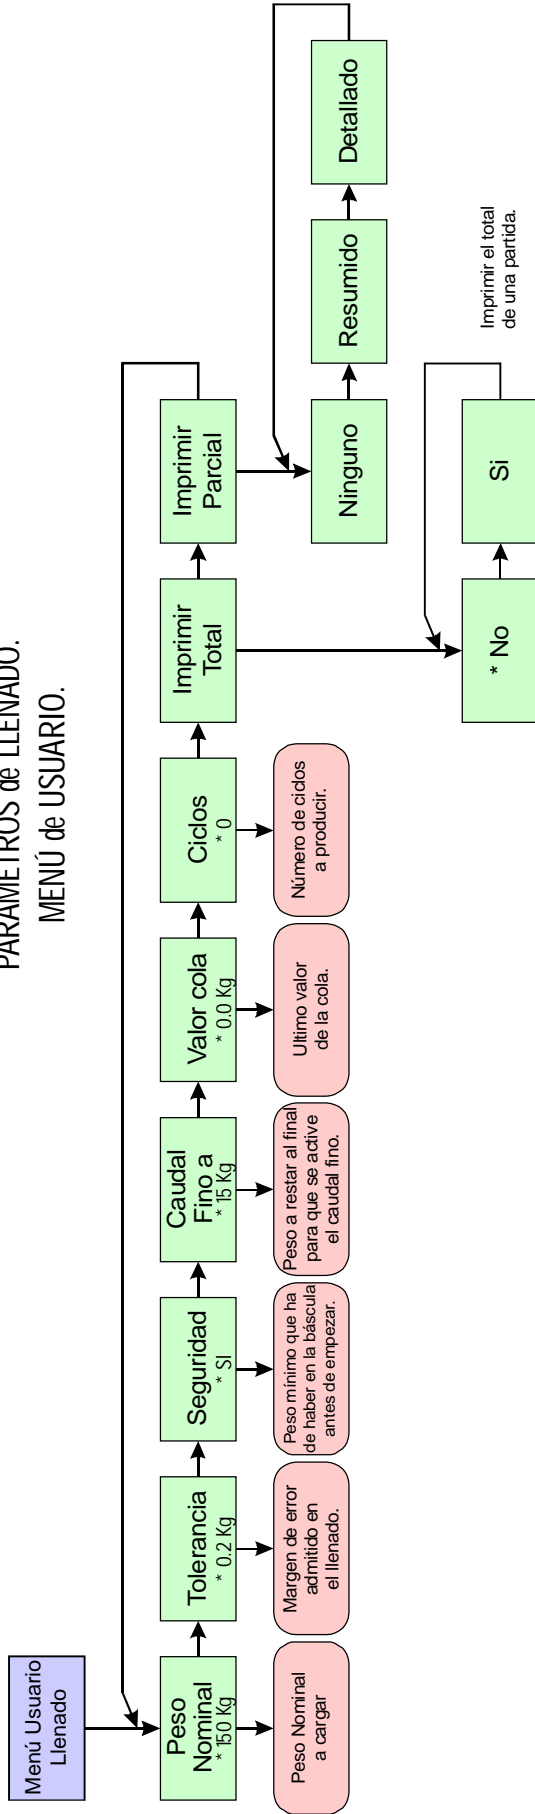 PARÁMETROS de LLENADO.
MENÚ de USUARIO.
Menú Usuario
Llenado
Peso
Nominal
* 150 Kg
Tolerancia
* 0.2 Kg
Seguridad
* SI
Caudal
Fino a
* 15 Kg
Valor cola
* 0.0 Kg
Ciclos
* 0
Imprimir
Total
Imprimir
Parcial
Peso Nominal
a cargar
Margen de error
admitido en
el llenado.
Peso mínimo que ha
de haber en la báscula
antes de empezar.
Peso a restar al final
para que se active
el caudal fino.
Ultimo valor
de la cola.
Número de ciclos
a producir.
Ninguno
Resumido
Detallado
* No
Si
Imprimir el total
de una partida.